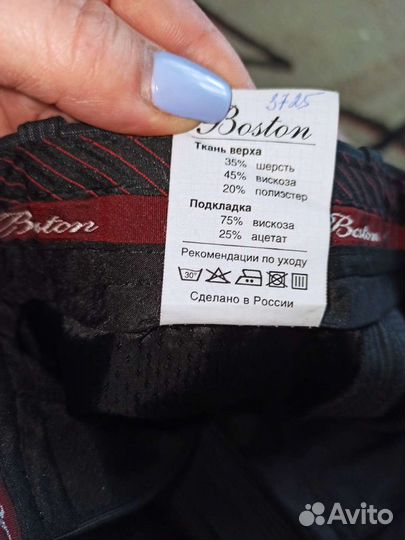 3725
Boston
Ткань верха
35% шерсть
45% вискоза
20% полиэстер
Подкладка
75% вискоза
25% ацетат
Рекомендации по уходу
30°
Сделано в России
Boston
Boston
Avito